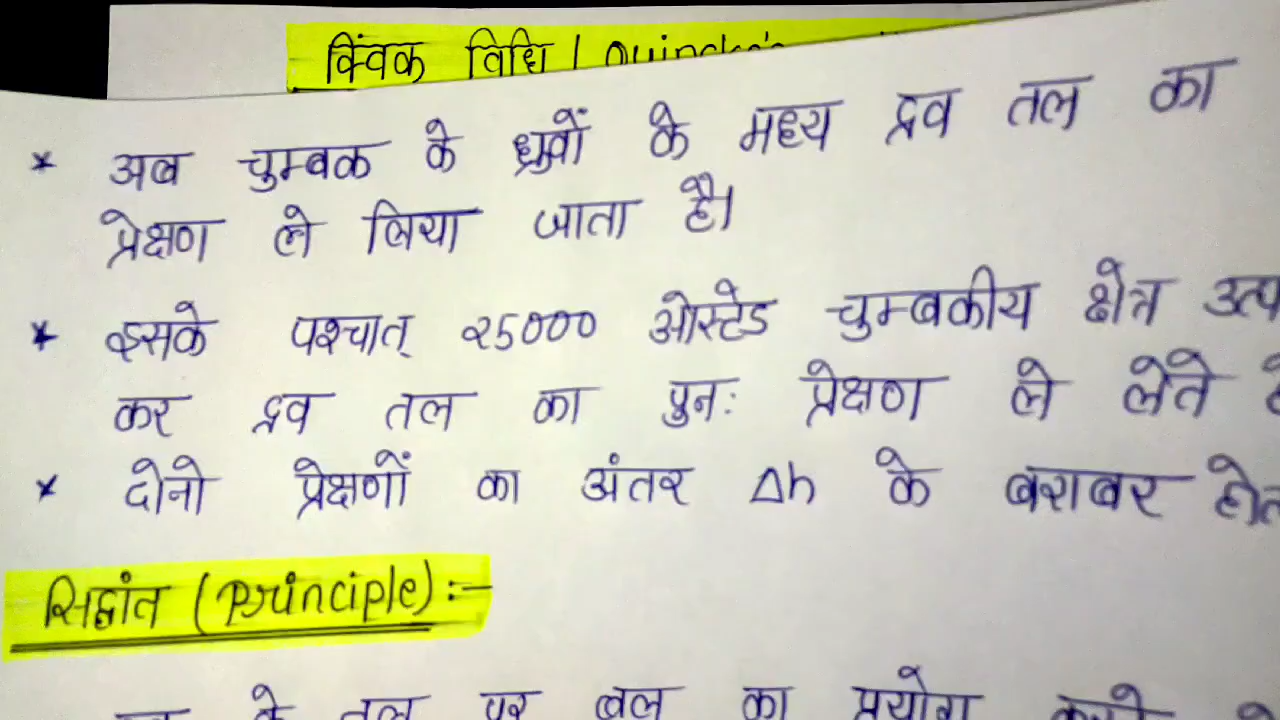 क्विंक विधि / Quincke's
* अब चुम्बक के ध्रुवों के मध्य द्रव तल का
प्रेक्षण ले लिया जाता है।
* इसके पश्चात् 25000 ओरटेड चुम्बकीय क्षेत्र उत्प
कर द्रव तल का पुनः प्रेक्षण ले लेते
* दोनो प्रेक्षणों का अंतर Δh के बराबर होत
सिद्धांत (Principle) :-
के तल पर बल का प्रयोग